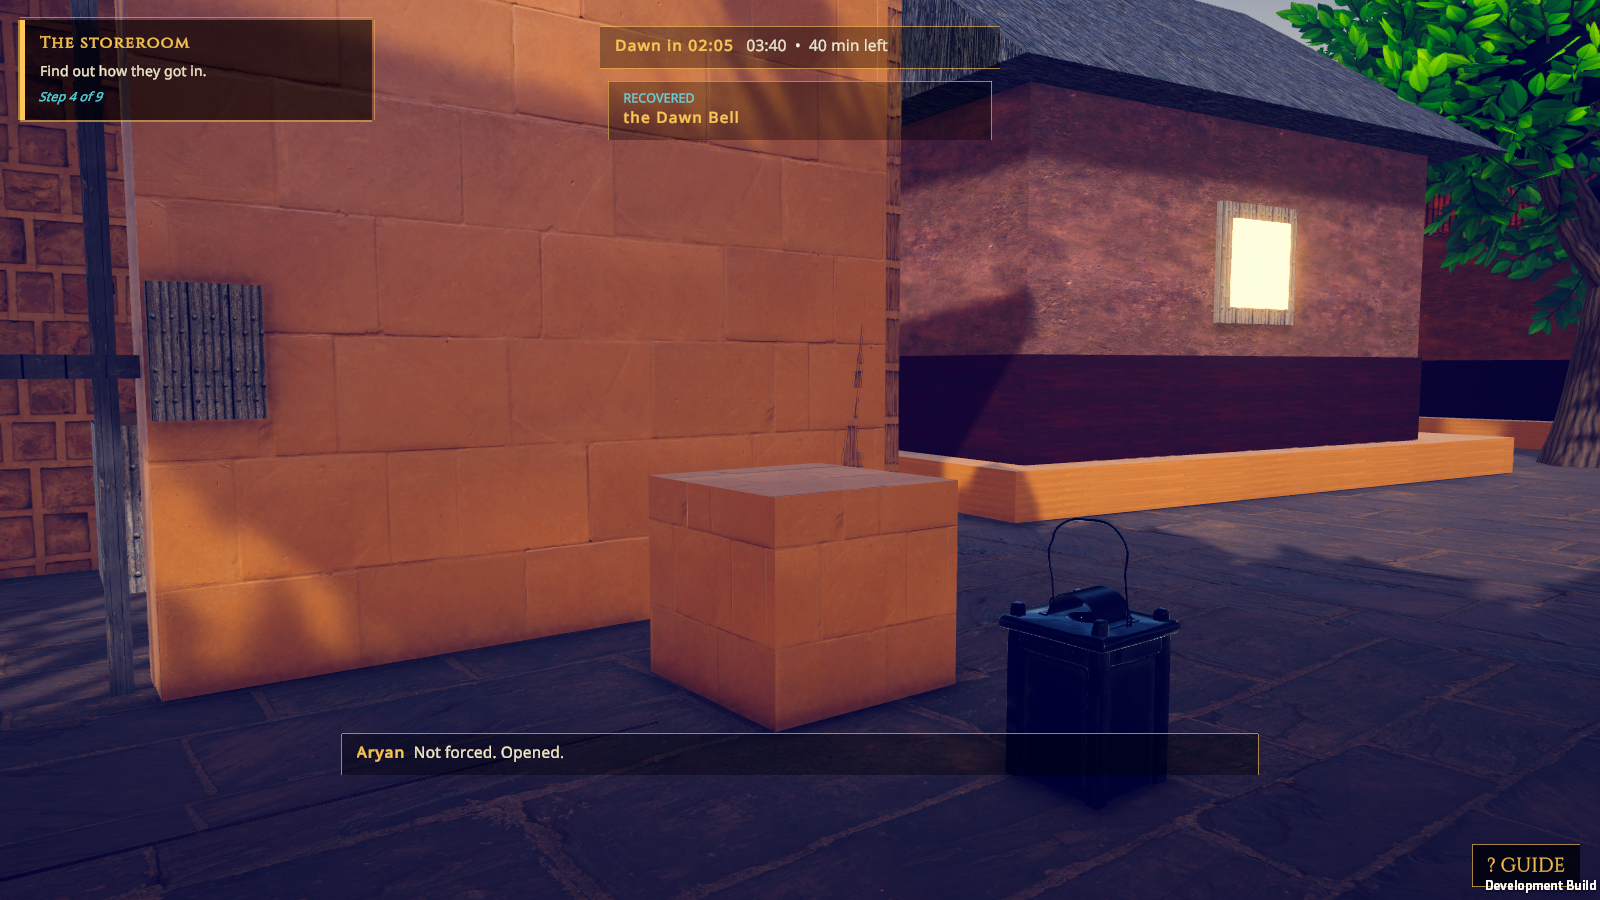 THE STOREROOM
Find out how they got in.
Step 4 of 9
Dawn in 02:05 03:40 • 40 min left
RECOVERED
the Dawn Bell
Aryan Not forced. Opened.
? GUIDE
Development Build